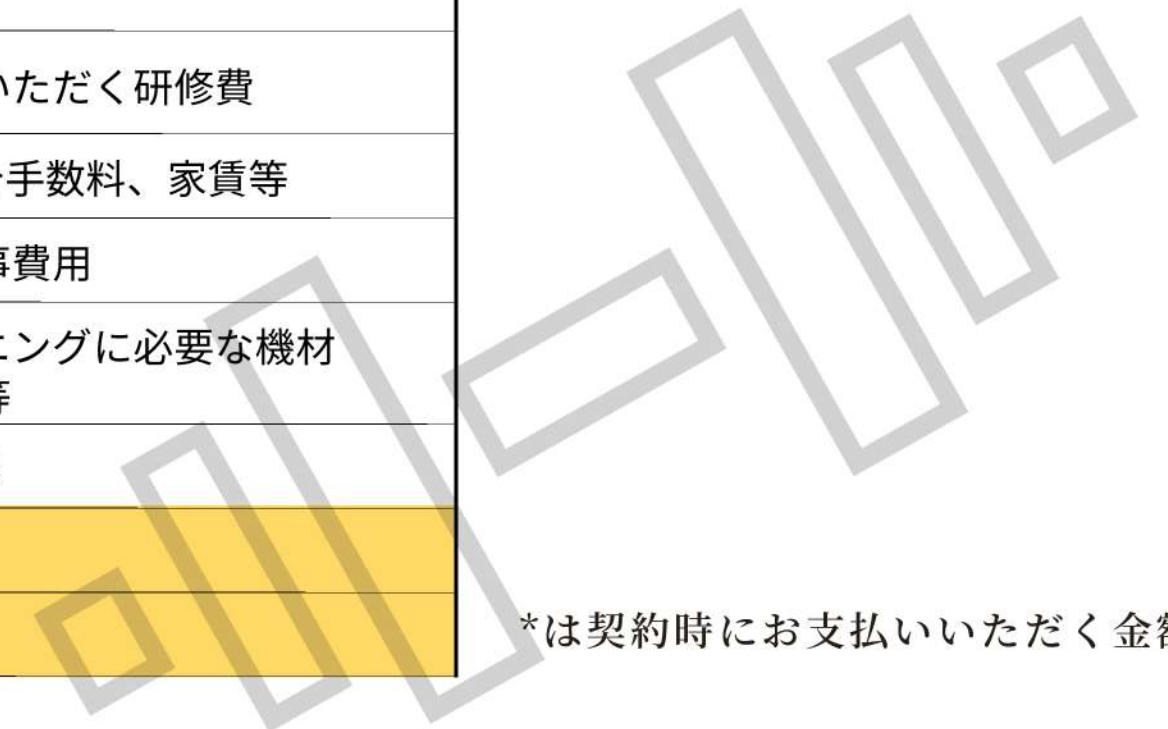 いただく研修費
手数料、家賃等
事費用
ニングに必要な機材
等
*は契約時にお支払いいただく金額